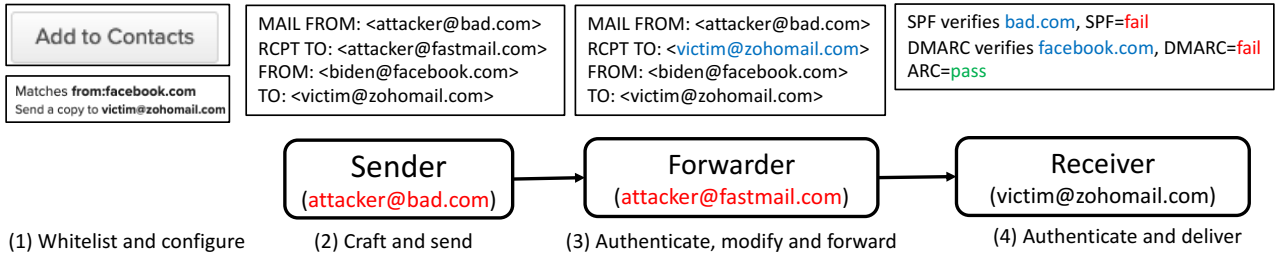 Add to Contacts
Matches from:facebook.com
Send a copy to victim@zohomail.com
MAIL FROM: <attacker@bad.com>
RCPT TO: <attacker@fastmail.com>
FROM: <biden@facebook.com>
TO: <victim@zohomail.com>
MAIL FROM: <attacker@bad.com>
RCPT TO: <victim@zohomail.com>
FROM: <biden@facebook.com>
TO: <victim@zohomail.com>
SPF verifies bad.com, SPF=fail
DMARC verifies facebook.com, DMARC=fail
ARC=pass
Sender
(attacker@bad.com)
Forwarder
(attacker@fastmail.com)
Receiver
(victim@zohomail.com)
(1) Whitelist and configure
(2) Craft and send
(3) Authenticate, modify and forward
(4) Authenticate and deliver